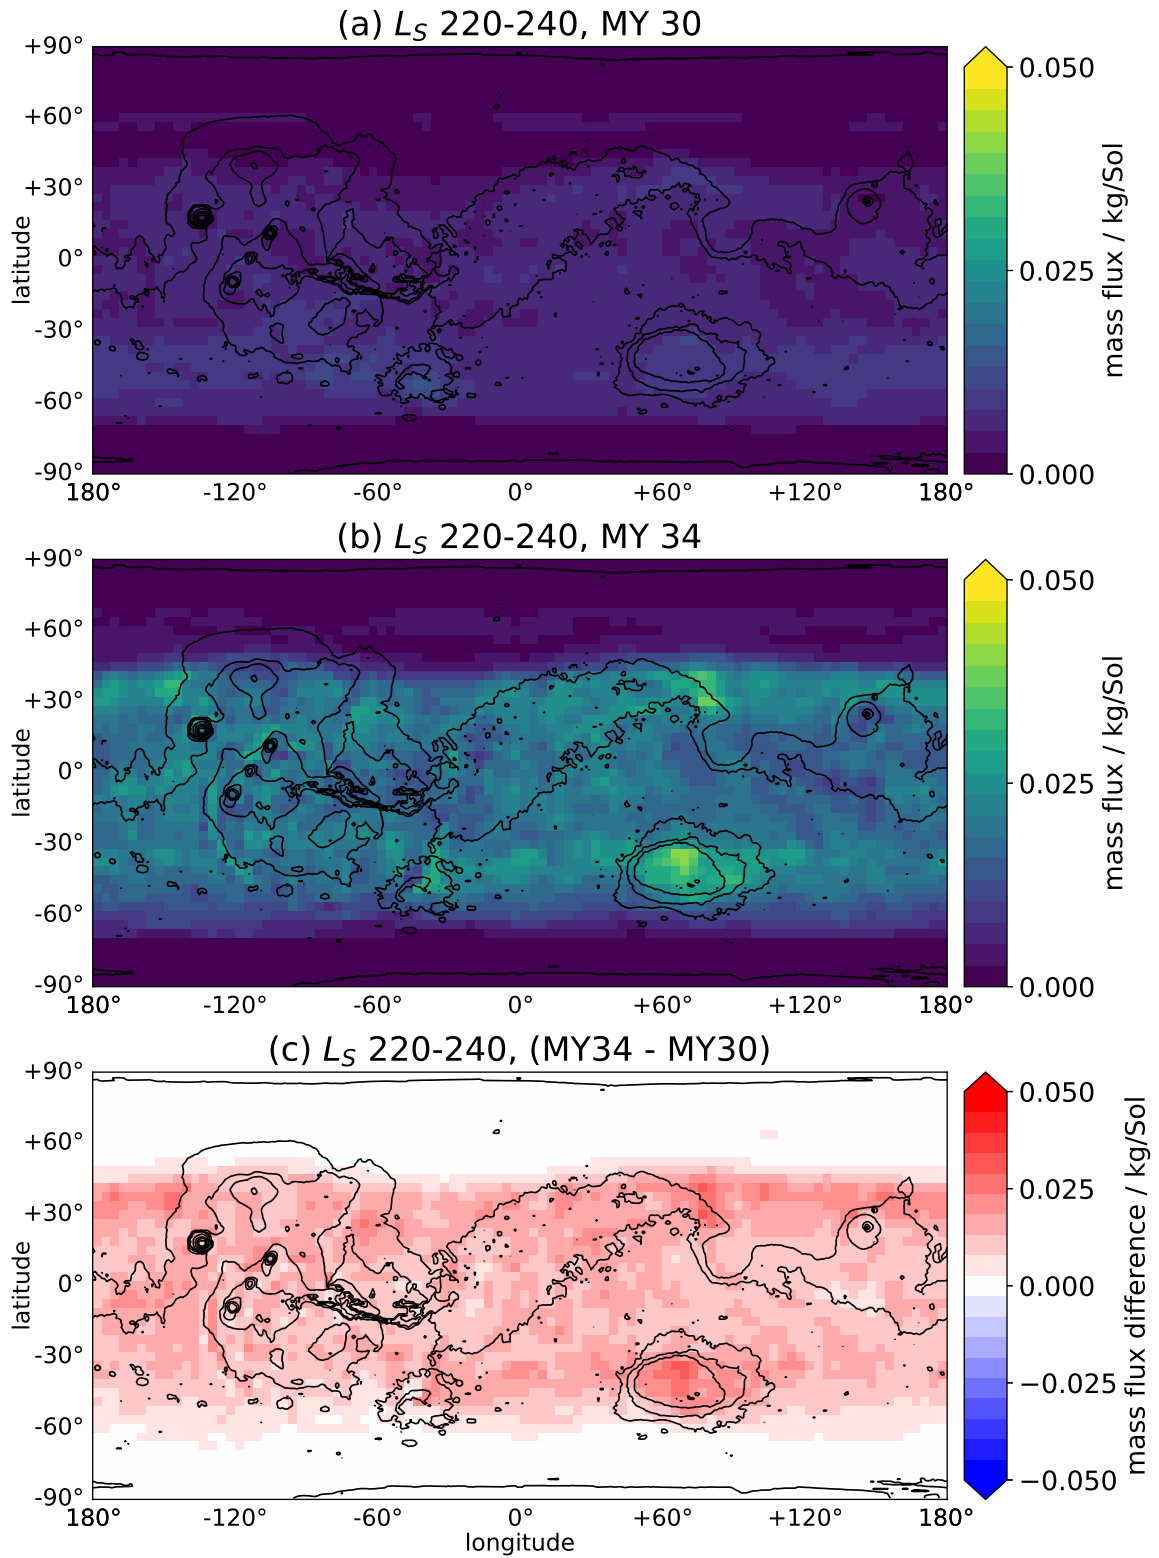 (a) L_S 220-240, MY 30
+90°
+60°
+30°
0°
-30°
-60°
-90°
latitude
180° -120° -60° 0° +60° +120° 180°
0.050
0.025
0.000
mass flux / kg/Sol
(b) L_S 220-240, MY 34
+90°
+60°
+30°
0°
-30°
-60°
-90°
latitude
180° -120° -60° 0° +60° +120° 180°
0.050
0.025
0.000
mass flux / kg/Sol
(c) L_S 220-240, (MY34 - MY30)
+90°
+60°
+30°
0°
-30°
-60°
-90°
latitude
180° -120° -60° 0° +60° +120° 180°
longitude
0.050
0.025
0.000
−0.025
−0.050
mass flux difference / kg/Sol